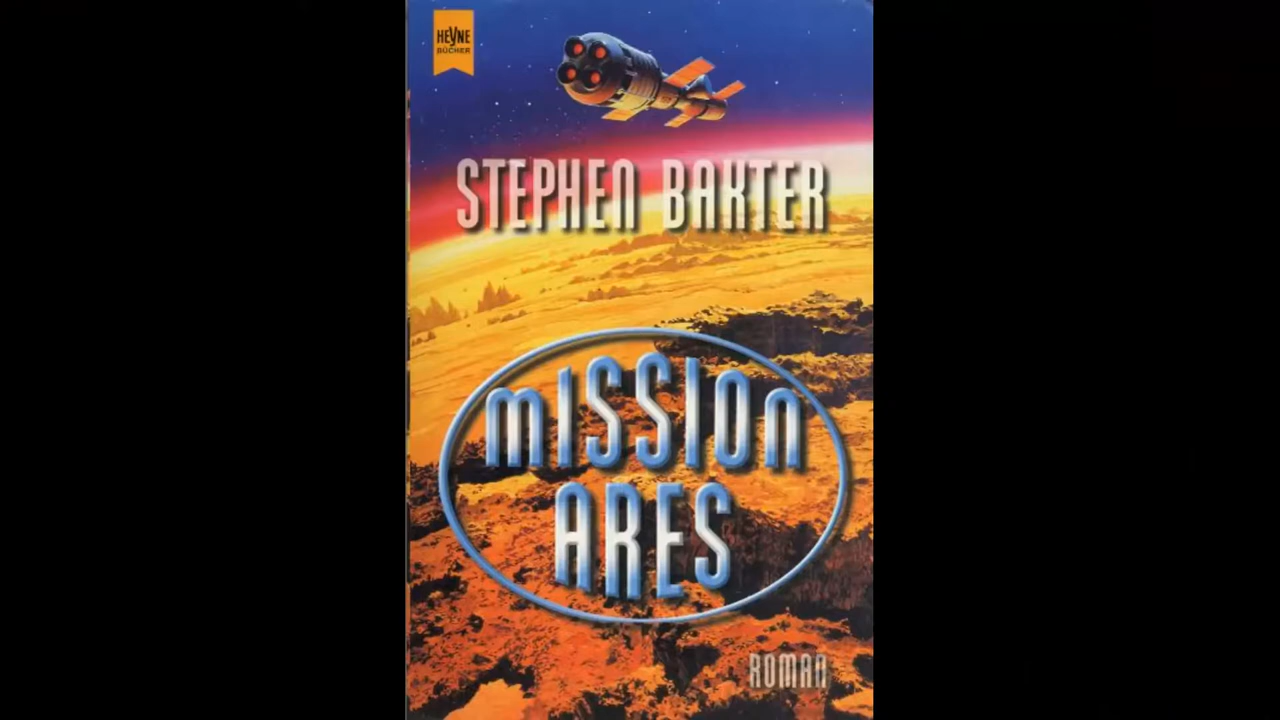 HEYNE
BÜCHER
STEPHEN BAXTER
MISSION
ARES
ROMAN